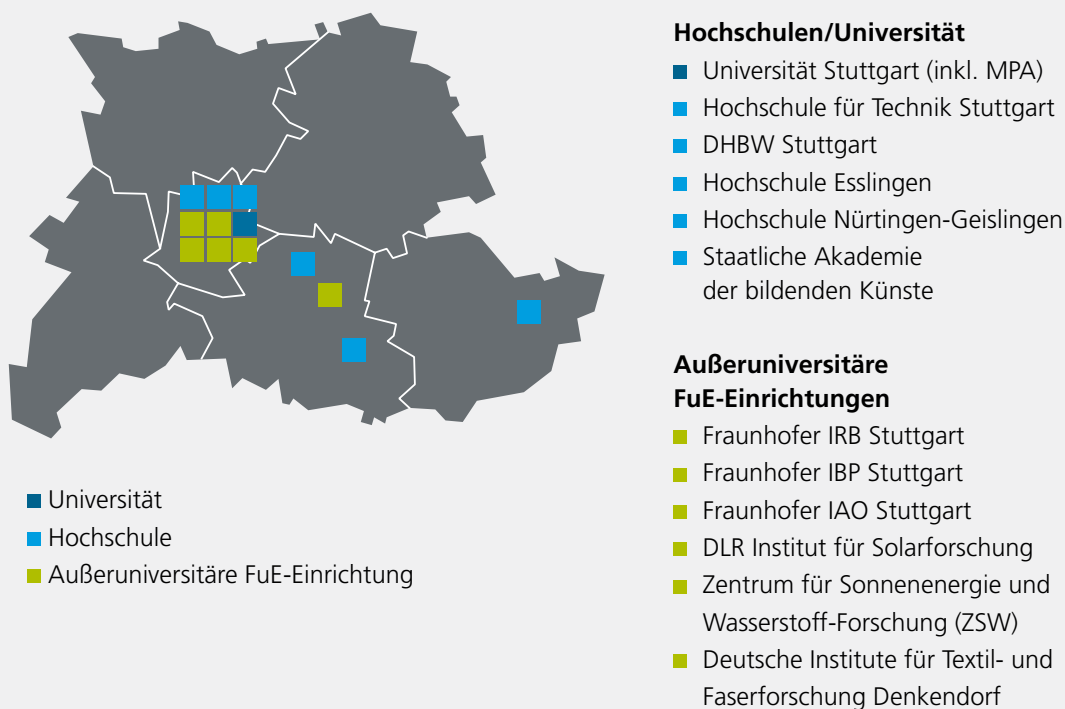 Hochschulen/Universität
Universität Stuttgart (inkl. MPA)
Hochschule für Technik Stuttgart
DHBW Stuttgart
Hochschule Esslingen
Hochschule Nürtingen-Geislingen
Staatliche Akademie
der bildenden Künste
Außeruniversitäre
FuE-Einrichtungen
Fraunhofer IRB Stuttgart
Fraunhofer IBP Stuttgart
Fraunhofer IAO Stuttgart
DLR Institut für Solarforschung
Zentrum für Sonnenenergie und
Wasserstoff-Forschung (ZSW)
Deutsche Institute für Textil- und
Faserforschung Denkendorf
Universität
Hochschule
Außeruniversitäre FuE-Einrichtung